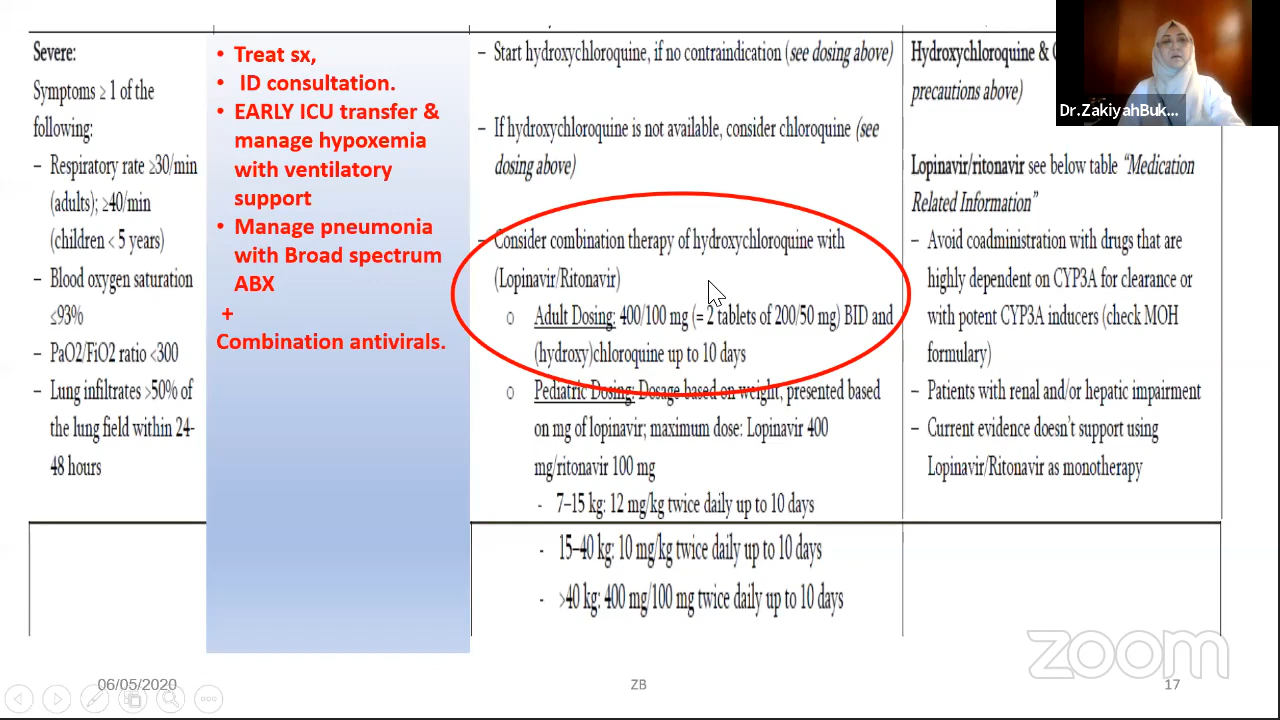 Severe:
Symptoms ≥ 1 of the
following:
− Respiratory rate ≥30/min
(adults); ≥40/min
(children < 5 years)
− Blood oxygen saturation
≤93%
− PaO2/FiO2 ratio <300
− Lung infiltrates >50% of
the lung field within 24-
48 hours
• Treat sx,
• ID consultation.
• EARLY ICU transfer &
manage hypoxemia
with ventilatory
support
• Manage pneumonia
with Broad spectrum
ABX
+
Combination antivirals.
− Start hydroxychloroquine, if no contraindication (see dosing above)
− If hydroxychloroquine is not available, consider chloroquine (see
dosing above)
− Consider combination therapy of hydroxychloroquine with
(Lopinavir/Ritonavir)
o Adult Dosing: 400/100 mg (= 2 tablets of 200/50 mg) BID and
(hydroxy)chloroquine up to 10 days
o Pediatric Dosing: Dosage based on weight, presented based
on mg of lopinavir; maximum dose: Lopinavir 400
mg/ritonavir 100 mg
- 7–15 kg: 12 mg/kg twice daily up to 10 days
- 15–40 kg: 10 mg/kg twice daily up to 10 days
- >40 kg: 400 mg/100 mg twice daily up to 10 days
Hydroxychloroquine &
precautions above)
Lopinavir/ritonavir see below table “Medication
Related Information”
− Avoid coadministration with drugs that are
highly dependent on CYP3A for clearance or
with potent CYP3A inducers (check MOH
formulary)
− Patients with renal and/or hepatic impairment
− Current evidence doesn’t support using
Lopinavir/Ritonavir as monotherapy
Dr.ZakiyahBuk...
zoom
06/05/2020
ZB
17